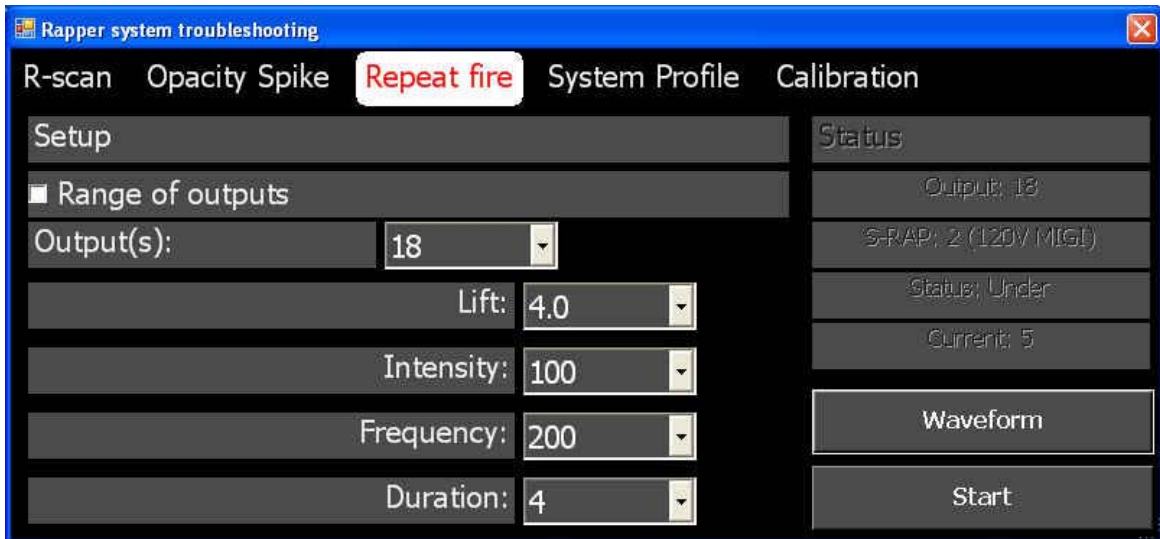 Rapper system troubleshooting
R-scan Opacity Spike Repeat fire System Profile Calibration
Setup
Range of outputs
Output(s): 18
Lift: 4.0
Intensity: 100
Frequency: 200
Duration: 4
Status
Output: 18
S-RAP: 2 (120V MIGI)
Status: Under
Current: 5
Waveform
Start